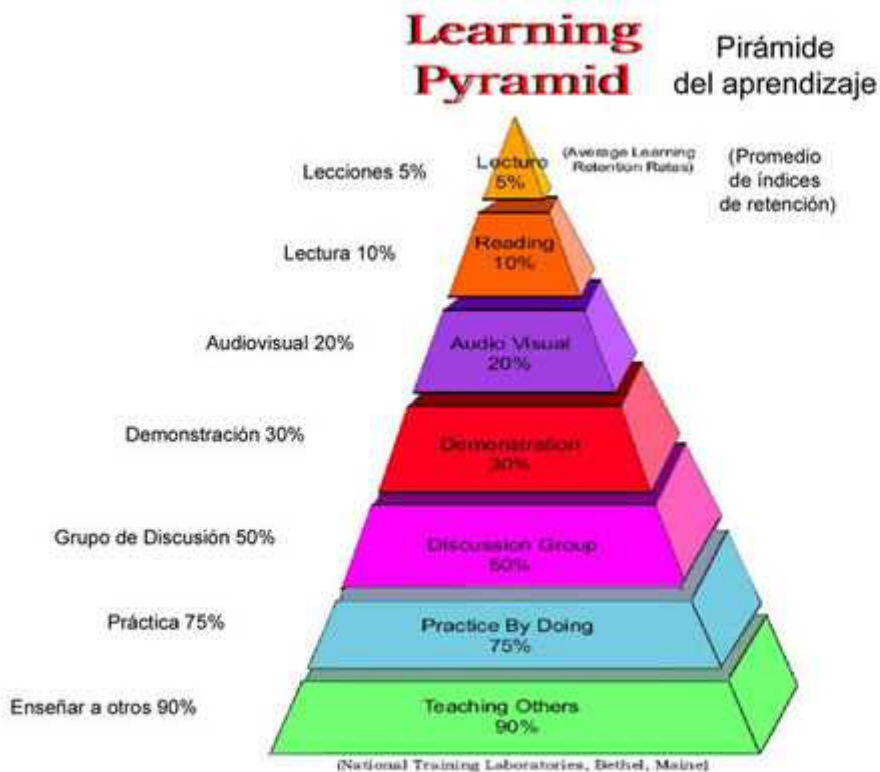 Learning
Pyramid
Pirámide
del aprendizaje
(Average Learning
Retention Rates)
(Promedio
de índices
de retención)
Lecciones 5%
Lecture
5%
Lectura 10%
Reading
10%
Audiovisual 20%
Audio Visual
20%
Demonstración 30%
Demonstration
30%
Grupo de Discusión 50%
Discussion Group
50%
Práctica 75%
Practice By Doing
75%
Enseñar a otros 90%
Teaching Others
90%
(National Training Laboratories, Bethel, Maine)